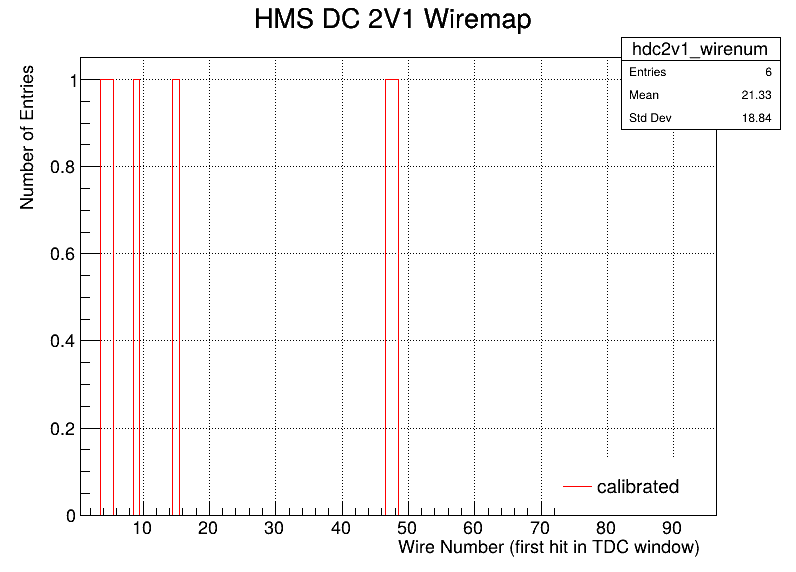 HMS DC 2V1 Wiremap
hdc2v1_wirenum
Entries 6
Mean 21.33
Std Dev 18.84
Number of Entries
1
0.8
0.6
0.4
0.2
0
10 20 30 40 50 60 70 80 90
Wire Number (first hit in TDC window)
calibrated